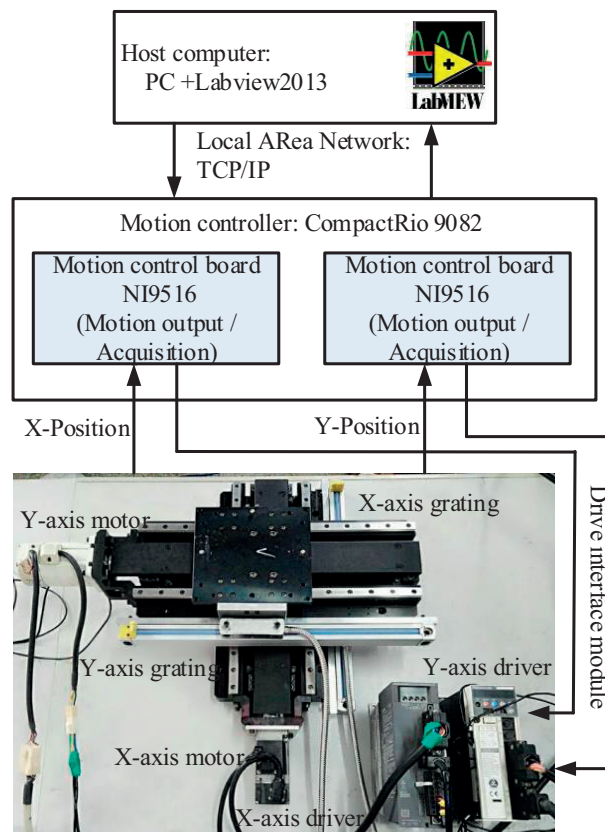 Host computer:
PC +Labview2013
LabMEW
Local ARea Network:
TCP/IP
Motion controller: CompactRio 9082
Motion control board
NI9516
(Motion output /
Acquisition)
Motion control board
NI9516
(Motion output /
Acquisition)
X-Position
Y-Position
Drive interface module
Y-axis motor
X-axis grating
Y-axis grating
Y-axis driver
X-axis motor
X-axis driver